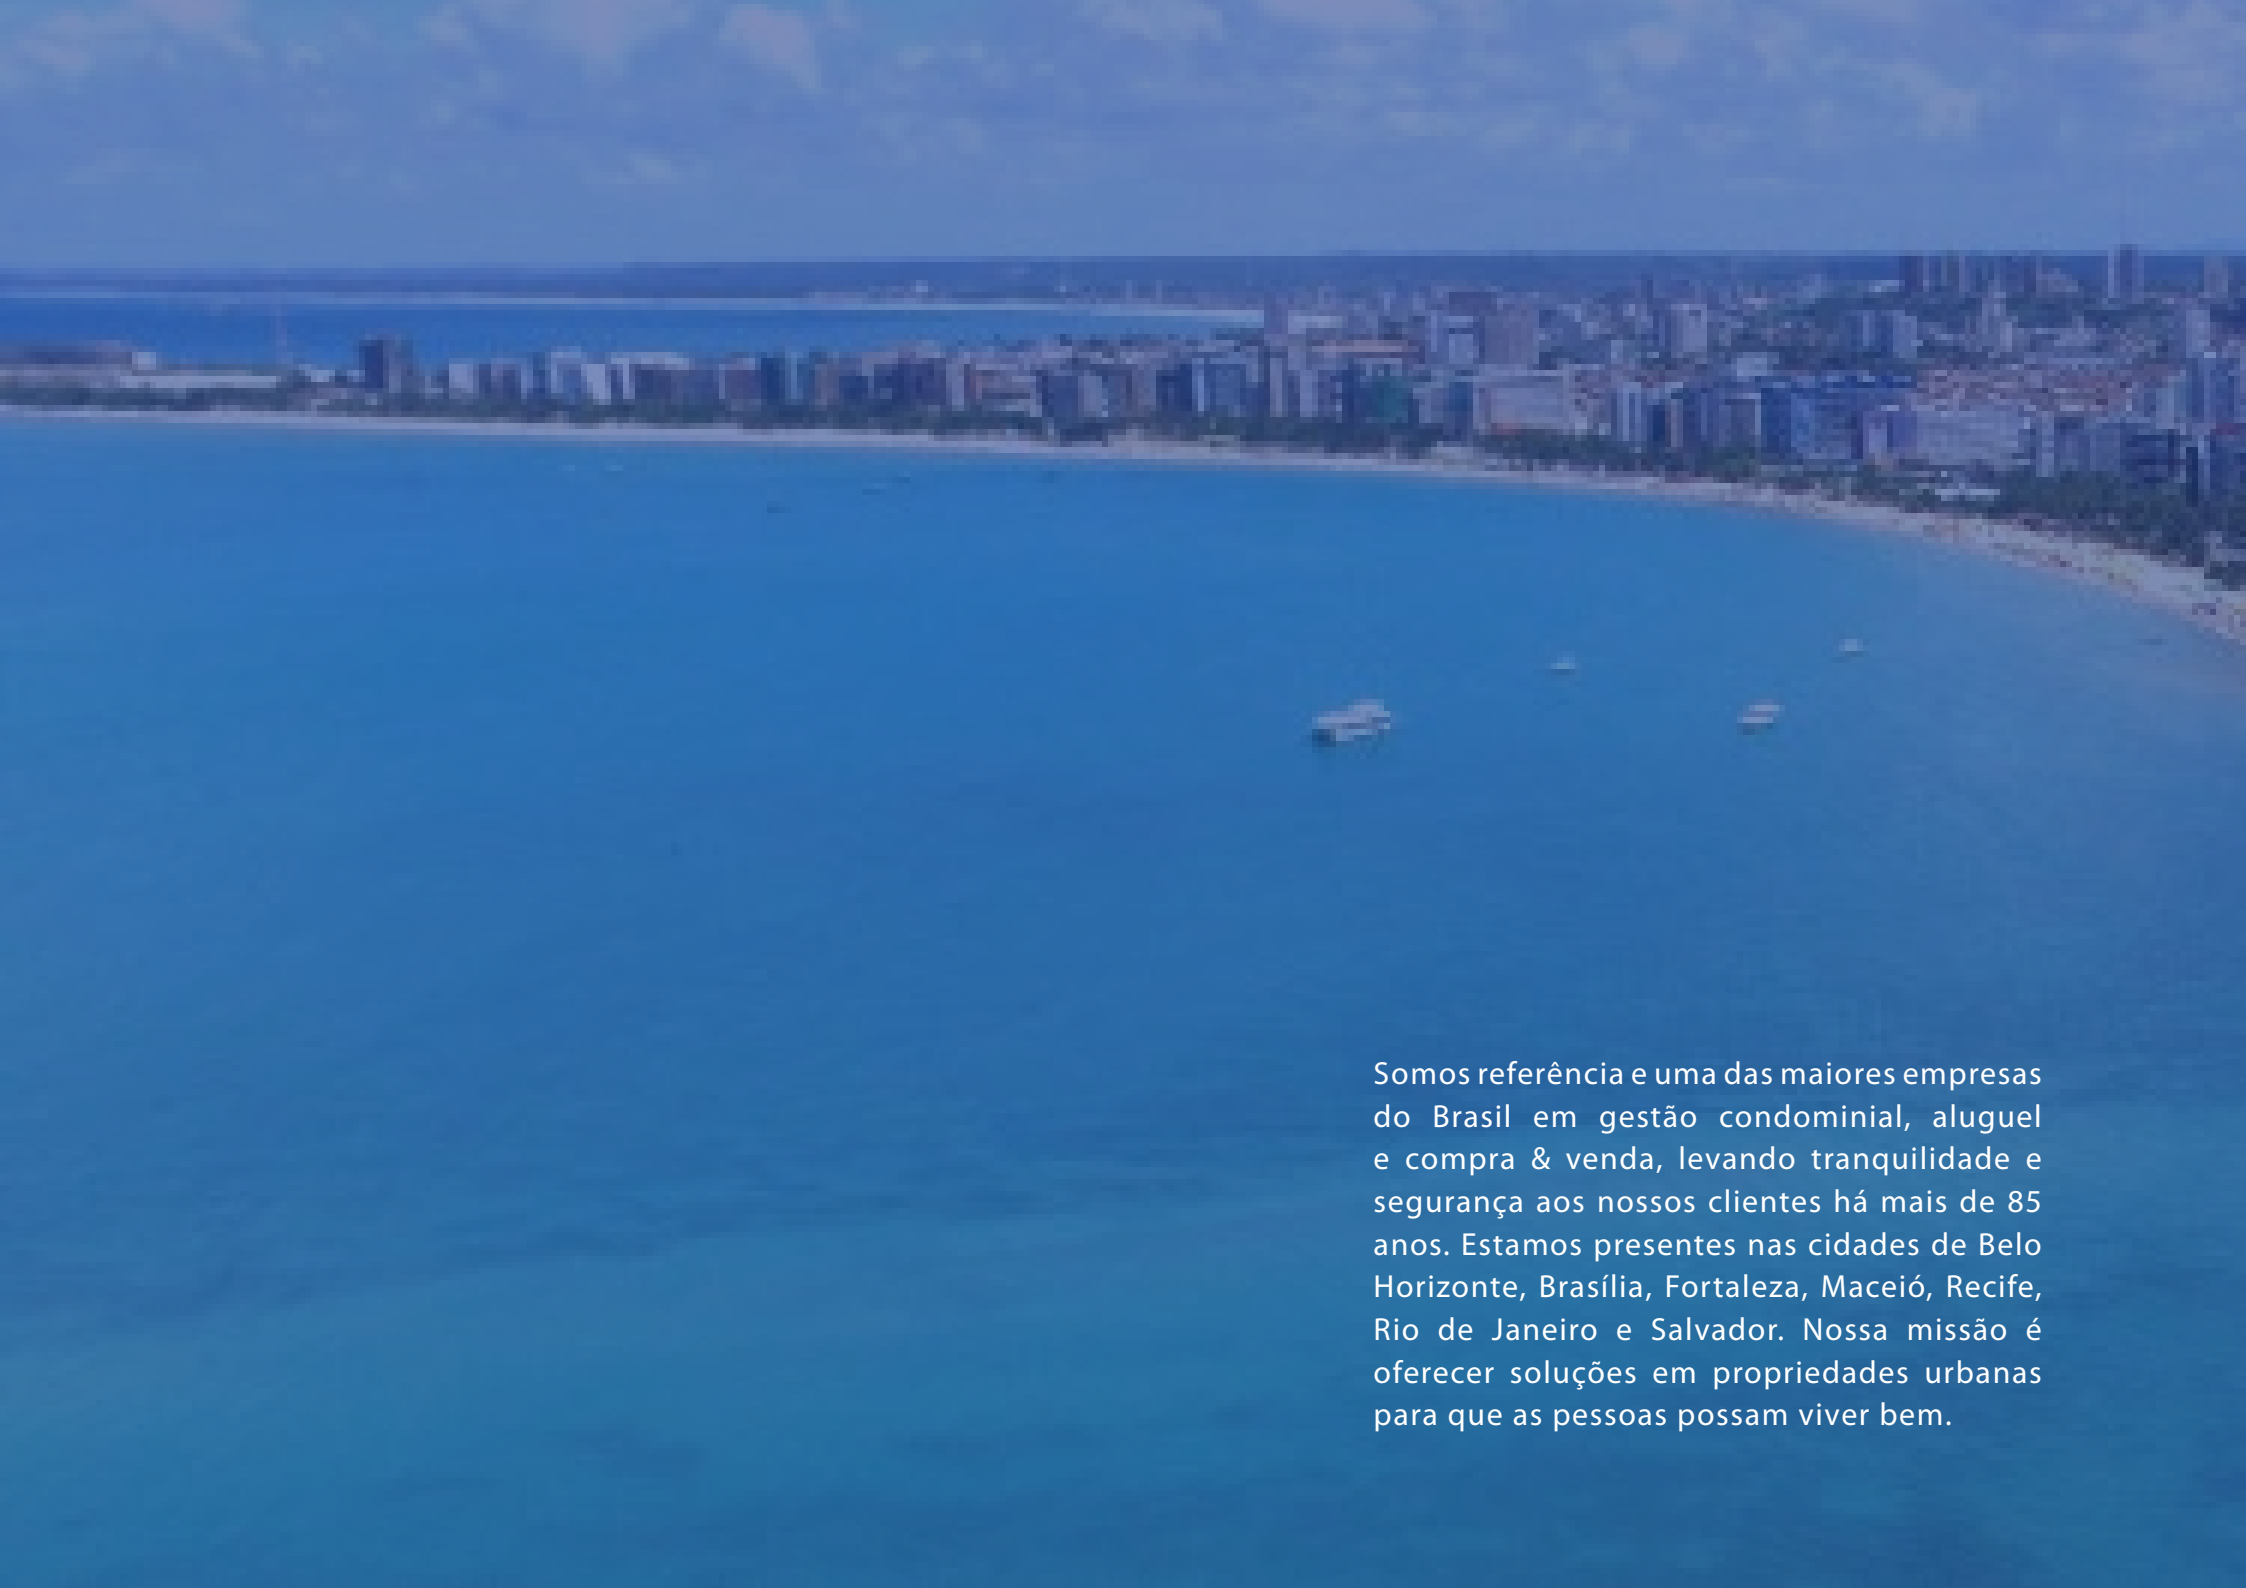 Somos referência e uma das maiores empresas
do Brasil em gestão condominial, aluguel
e compra & venda, levando tranquilidade e
segurança aos nossos clientes há mais de 85
anos. Estamos presentes nas cidades de Belo
Horizonte, Brasília, Fortaleza, Maceió, Recife,
Rio de Janeiro e Salvador. Nossa missão é
oferecer soluções em propriedades urbanas
para que as pessoas possam viver bem.